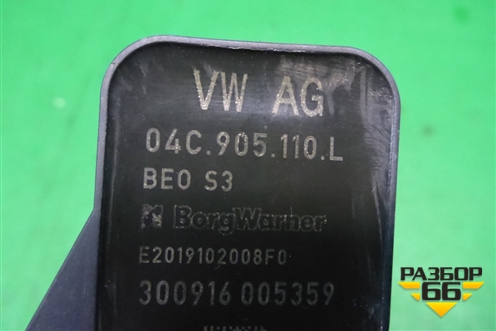 VW AG
04C.905.110.L
BE0 S3
BorgWarner
E2019102008F0
300916 005359
РАЗБОР
66